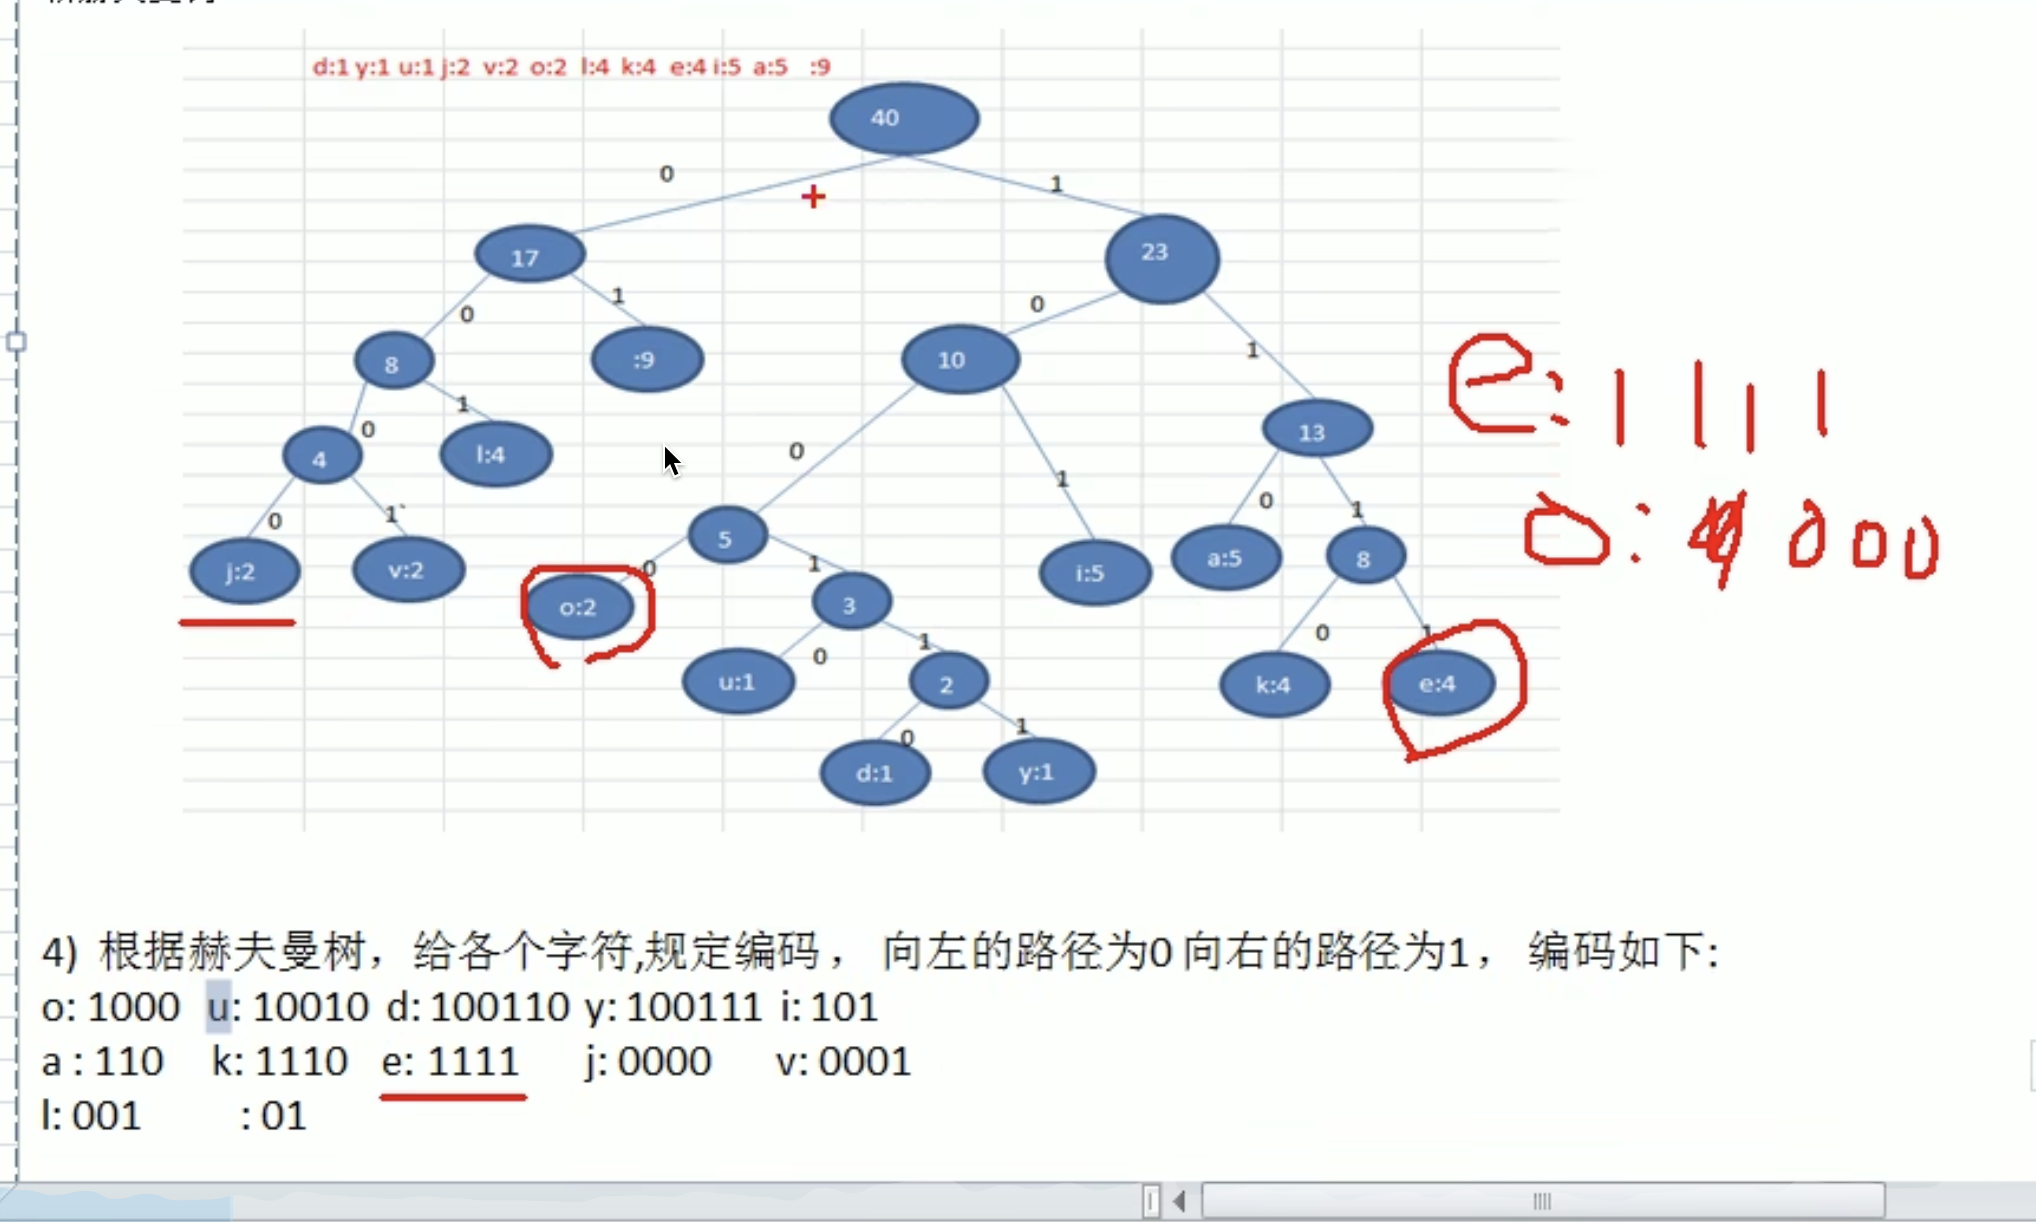 d:1 y:1 u:1 j:2 v:2 o:2 l:4 k:4 e:4 i:5 a:5 :9
40
0 1
17 23
0 1 0 1
8 :9 10 13
0 1 0 1 0 1
4 l:4 5 i:5 a:5 8
0 1` 0 1 0 1
j:2 v:2 o:2 3 k:4 e:4
0 1
u:1 2
0 1
d:1 y:1
e: 1111
o: 1000
4) 根据赫夫曼树，给各个字符,规定编码， 向左的路径为0 向右的路径为1， 编码如下:
o: 1000 u: 10010 d: 100110 y: 100111 i: 101
a : 110 k: 1110 e: 1111 j: 0000 v: 0001
l: 001 : 01